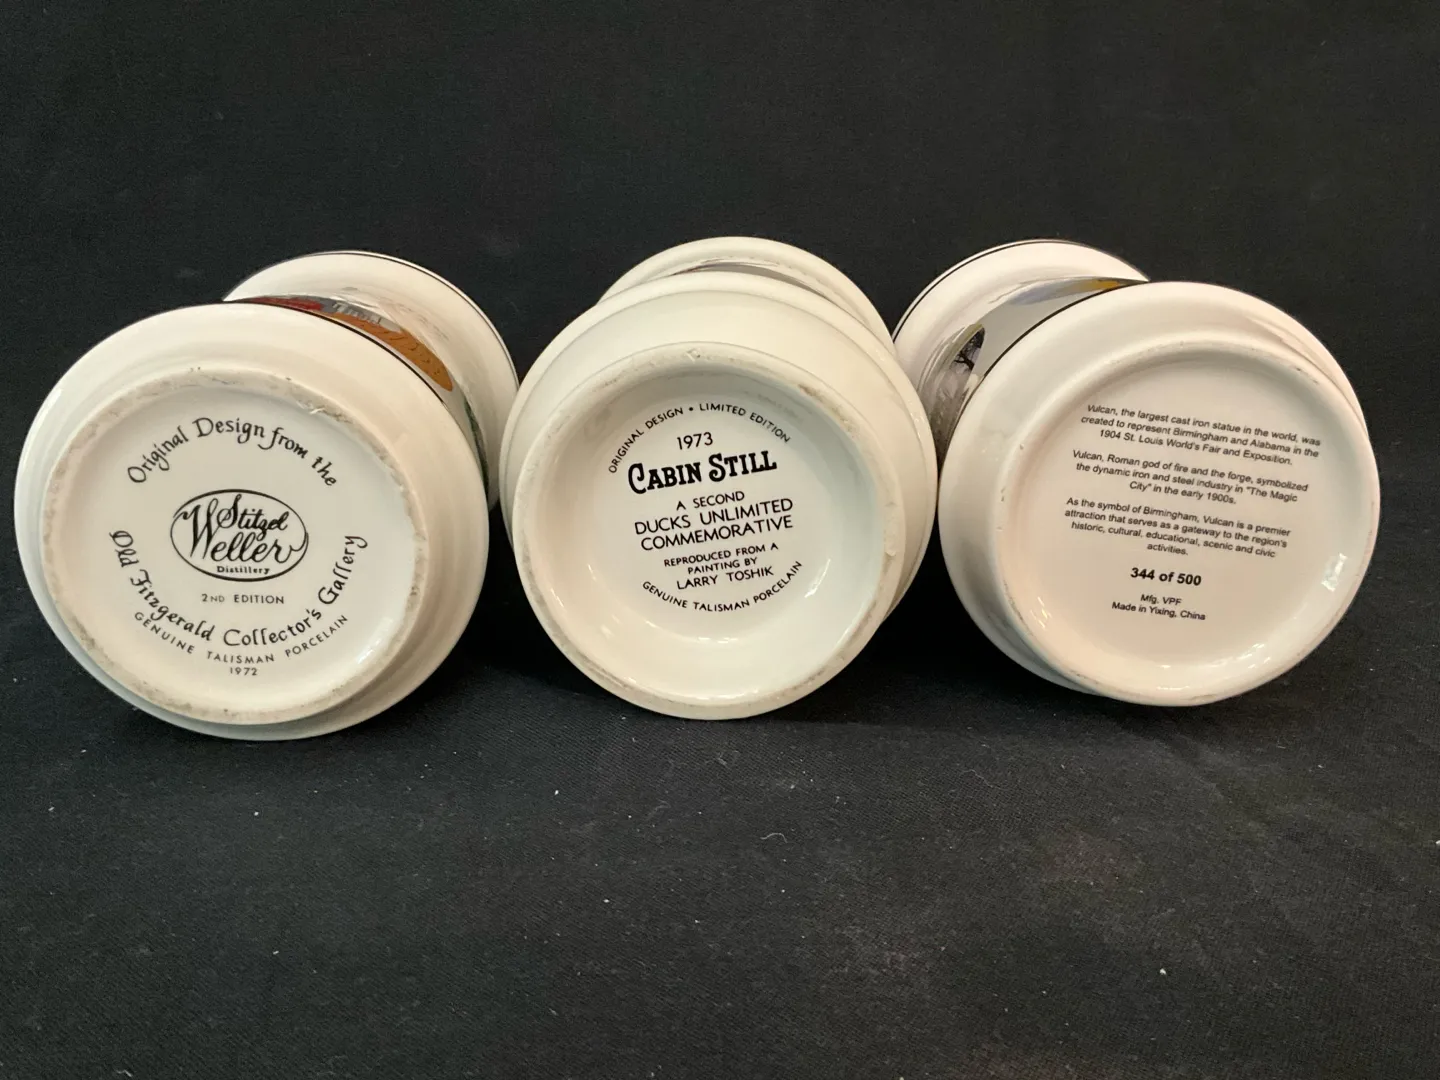 Original Design from the
Stitzel
Weller
Distillery
2ND EDITION
Old Fitzgerald Collector's Gallery
GENUINE TALISMAN PORCELAIN
1972
ORIGINAL DESIGN • LIMITED EDITION
1973
CABIN STILL
A SECOND
DUCKS UNLIMITED
COMMEMORATIVE
REPRODUCED FROM A
PAINTING BY
LARRY TOSHIK
GENUINE TALISMAN PORCELAIN
Vulcan, the largest cast iron statue in the world, was
created to represent Birmingham and Alabama in the
1904 St. Louis World's Fair and Exposition.
Vulcan, Roman god of fire and the forge, symbolized
the dynamic iron and steel industry in "The Magic
City" in the early 1900s.
As the symbol of Birmingham, Vulcan is a premier
attraction that serves as a gateway to the region's
historic, cultural, educational, scenic and civic
activities.
344 of 500
Mfg. VPF
Made in Yixing, China